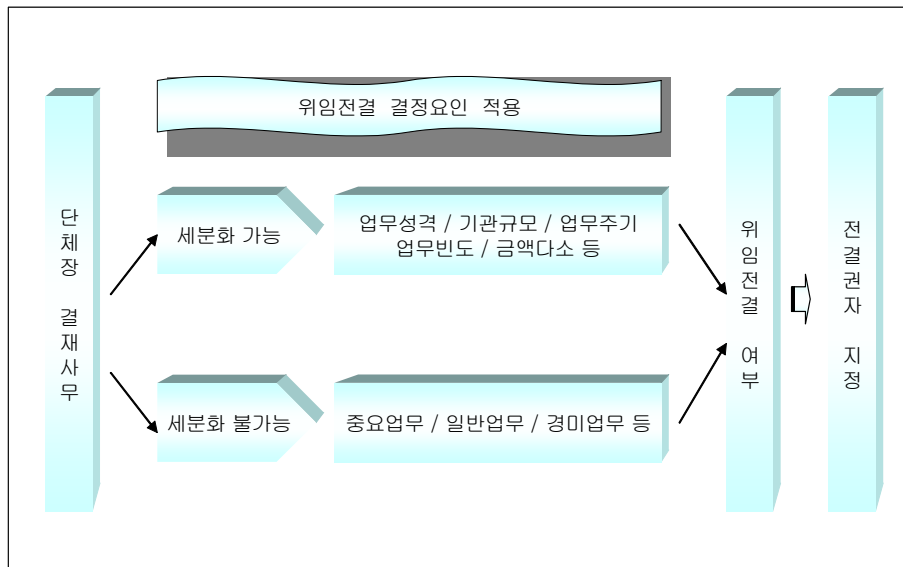 위임전결 결정요인 적용
단체장 결재사무
세분화 가능
업무성격 / 기관규모 / 업무주기
업무빈도 / 금액다소 등
세분화 불가능
중요업무 / 일반업무 / 경미업무 등
위임전결 여부
전결권자 지정